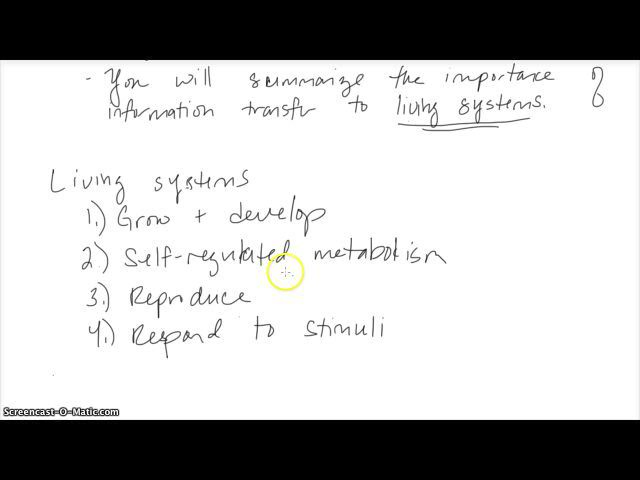 - You will summarize the importance of
information transfer to living systems.
Living systems
1.) Grow + develop
2.) Self-regulated metabolism
3.) Reproduce
4.) Respond to stimuli
Screencast-O-Matic.com